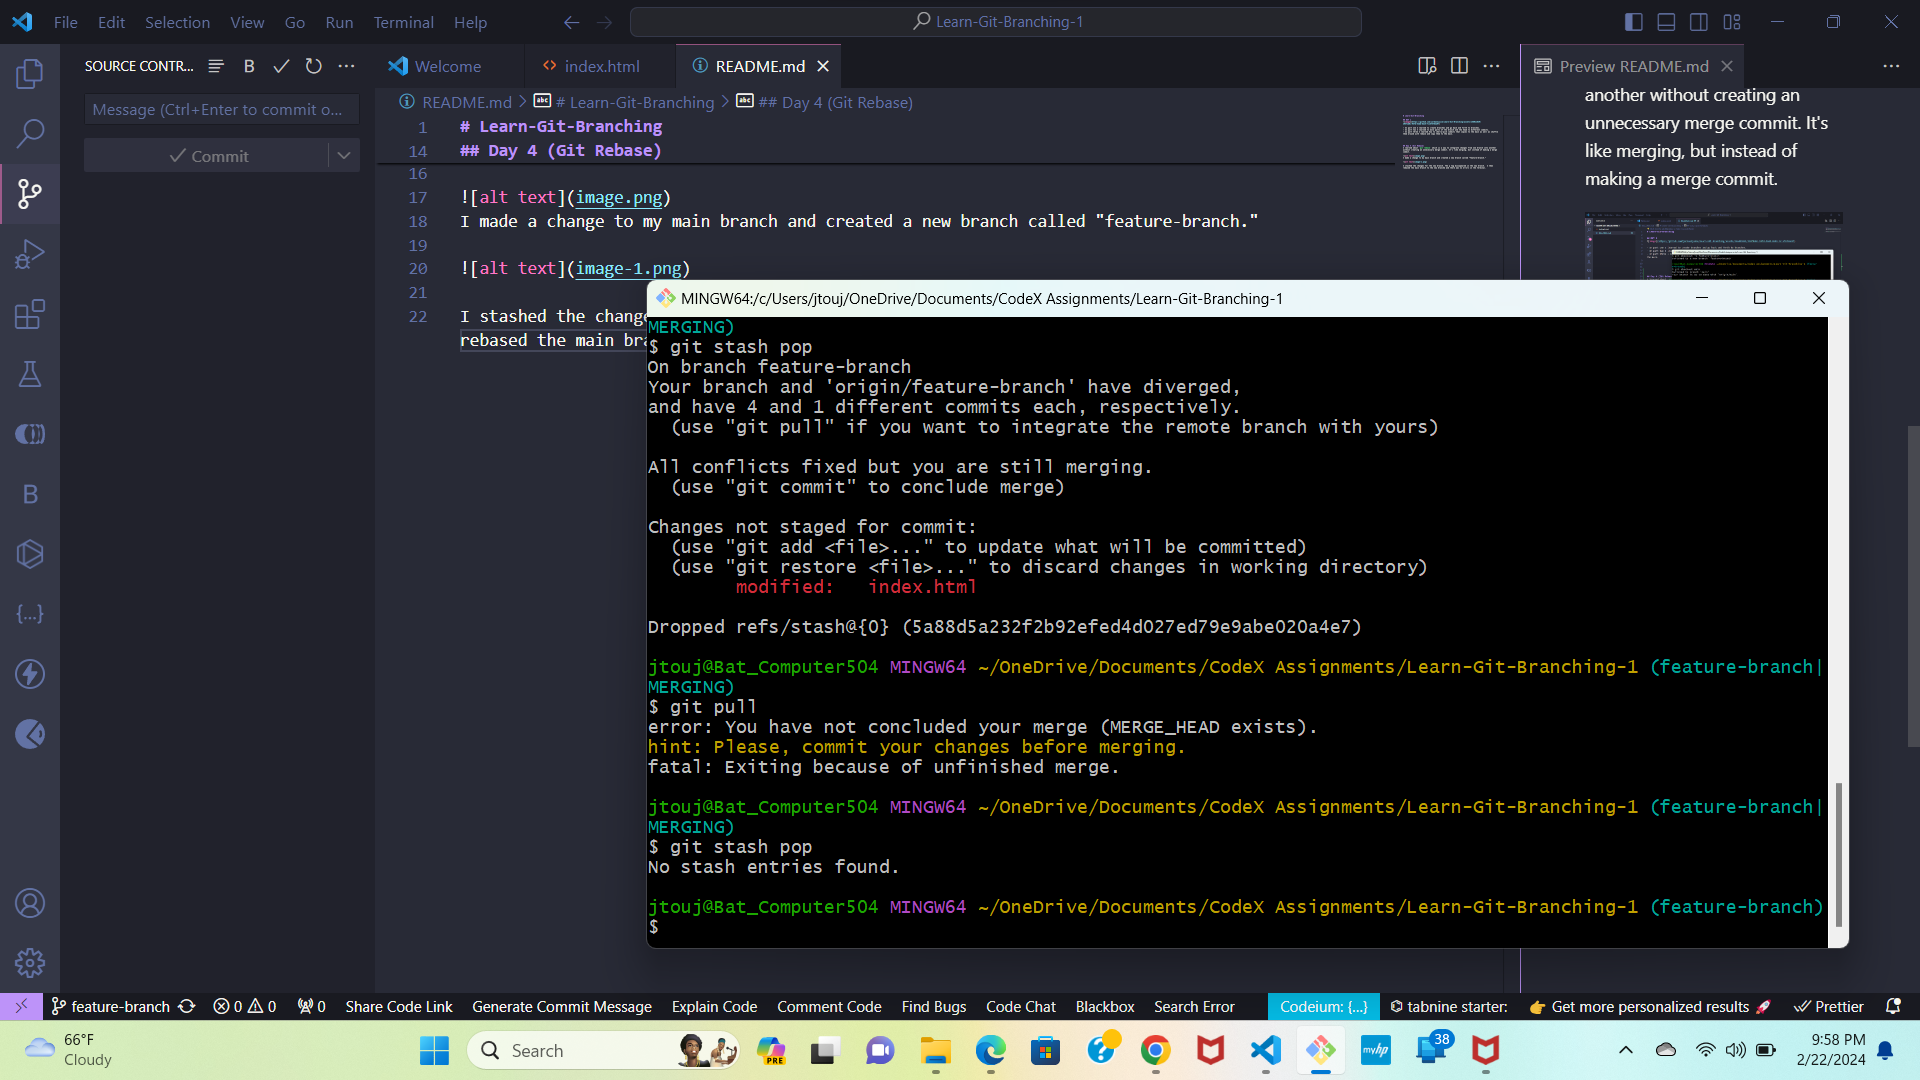 File Edit Selection View Go Run Terminal Help
Learn-Git-Branching-1
SOURCE CONTR...
B
Welcome
index.html
README.md
Preview README.md
Message (Ctrl+Enter to commit o...
Commit
README.md > # Learn-Git-Branching > ## Day 4 (Git Rebase)
1 # Learn-Git-Branching
14 ## Day 4 (Git Rebase)
16
17 ![alt text](image.png)
18 I made a change to my main branch and created a new branch called "feature-branch."
19
20 ![alt text](image-1.png)
21
22 I stashed the chang
rebased the main bra
another without creating an
unnecessary merge commit. It's
like merging, but instead of
making a merge commit.
B
MINGW64:/c/Users/jtouj/OneDrive/Documents/CodeX Assignments/Learn-Git-Branching-1
MERGING)
$ git stash pop
On branch feature-branch
Your branch and 'origin/feature-branch' have diverged,
and have 4 and 1 different commits each, respectively.
(use "git pull" if you want to integrate the remote branch with yours)
All conflicts fixed but you are still merging.
(use "git commit" to conclude merge)
Changes not staged for commit:
(use "git add <file>..." to update what will be committed)
(use "git restore <file>..." to discard changes in working directory)
modified:   index.html
Dropped refs/stash@{0} (5a88d5a232f2b92efed4d027ed79e9abe020a4e7)
jtouj@Bat_Computer504 MINGW64 ~/OneDrive/Documents/CodeX Assignments/Learn-Git-Branching-1 (feature-branch|
MERGING)
$ git pull
error: You have not concluded your merge (MERGE_HEAD exists).
hint: Please, commit your changes before merging.
fatal: Exiting because of unfinished merge.
jtouj@Bat_Computer504 MINGW64 ~/OneDrive/Documents/CodeX Assignments/Learn-Git-Branching-1 (feature-branch|
MERGING)
$ git stash pop
No stash entries found.
jtouj@Bat_Computer504 MINGW64 ~/OneDrive/Documents/CodeX Assignments/Learn-Git-Branching-1 (feature-branch)
$
feature-branch 0 0 0 Share Code Link Generate Commit Message Explain Code Comment Code Find Bugs Code Chat Blackbox Search Error Codeium: {...} tabnine starter: Get more personalized results Prettier
66°F
Cloudy
Search
PRE
myhp
38
9:58 PM
2/22/2024